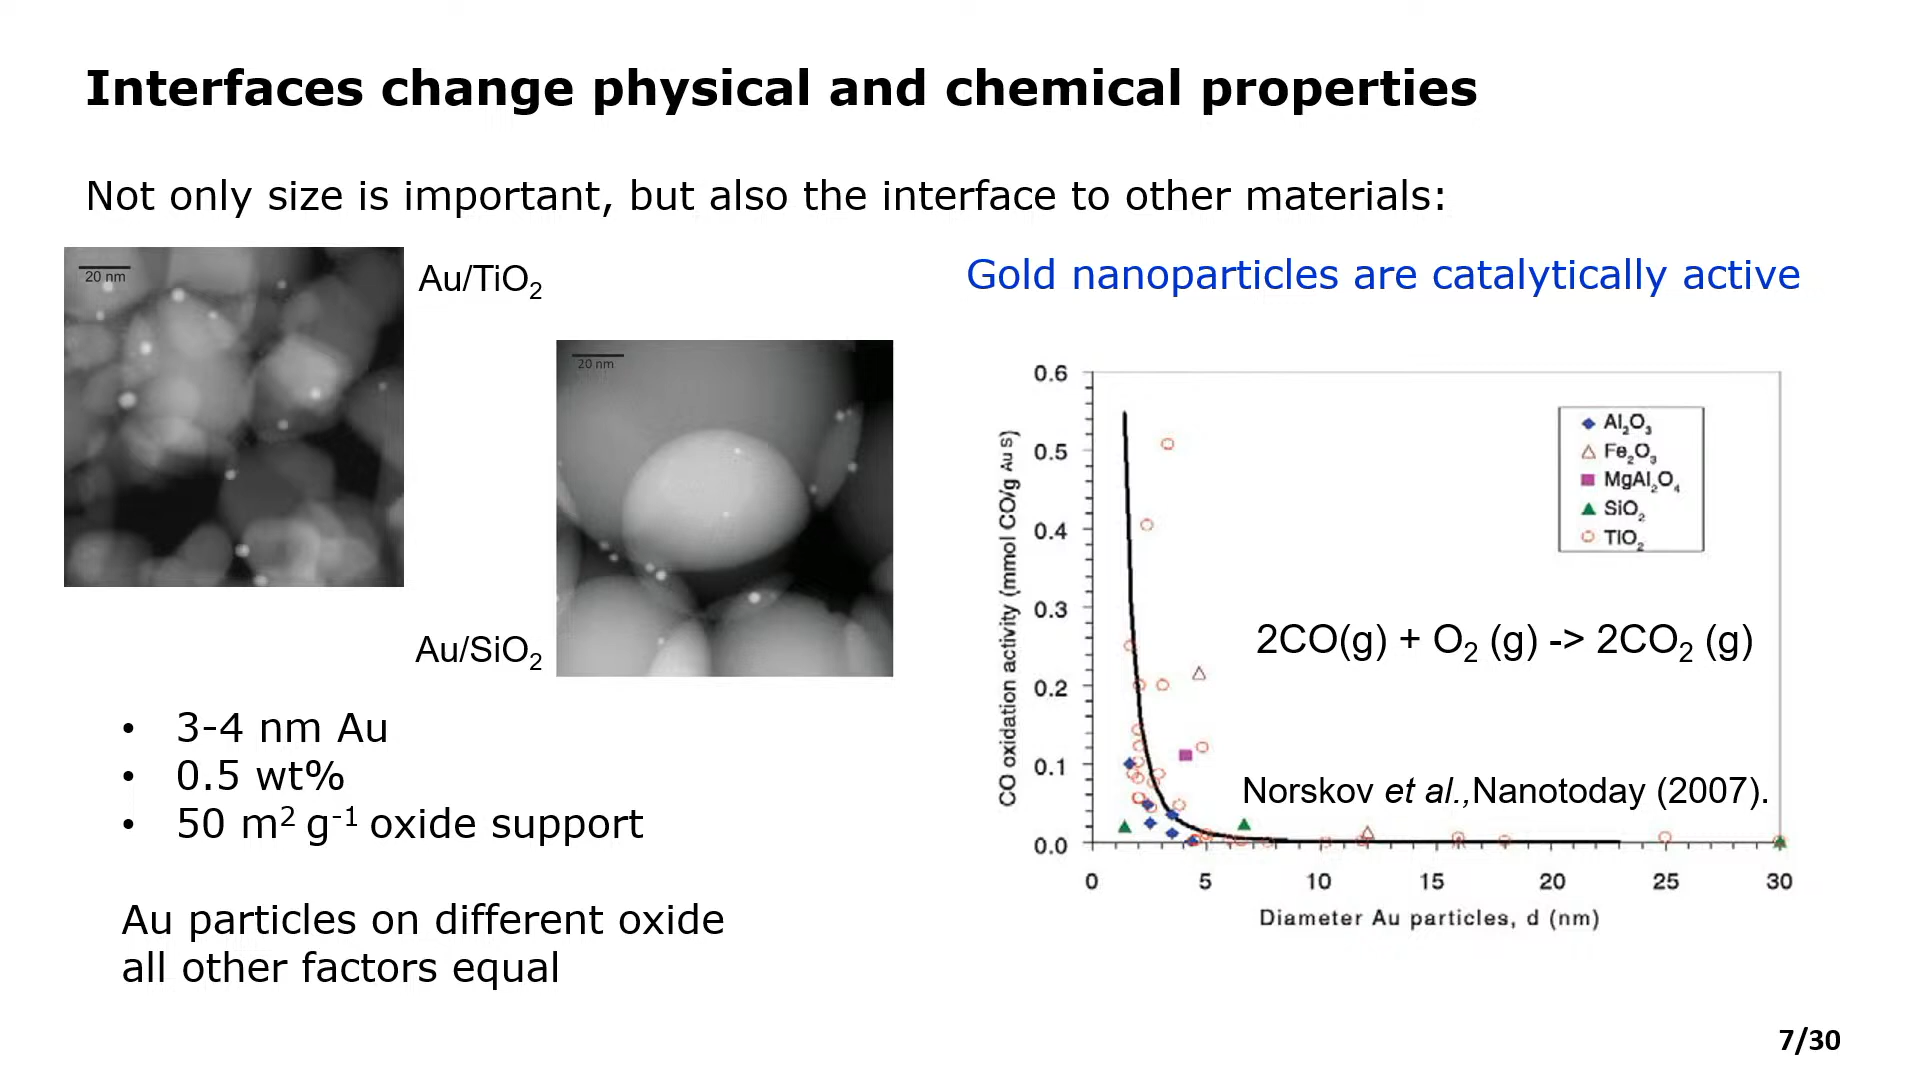 Interfaces change physical and chemical properties
Not only size is important, but also the interface to other materials:
20 nm
Au/TiO₂
Gold nanoparticles are catalytically active
20 nm
Au/SiO₂
• 3-4 nm Au
• 0.5 wt%
• 50 m² g⁻¹ oxide support
Au particles on different oxide
all other factors equal
CO oxidation activity (mmol CO/g Au s)
0.6
0.5
0.4
0.3
0.2
0.1
0.0
Al₂O₃
Fe₂O₃
MgAl₂O₄
SiO₂
TiO₂
2CO(g) + O₂ (g) -> 2CO₂ (g)
Norskov et al.,Nanotoday (2007).
0 5 10 15 20 25 30
Diameter Au particles, d (nm)
7/30